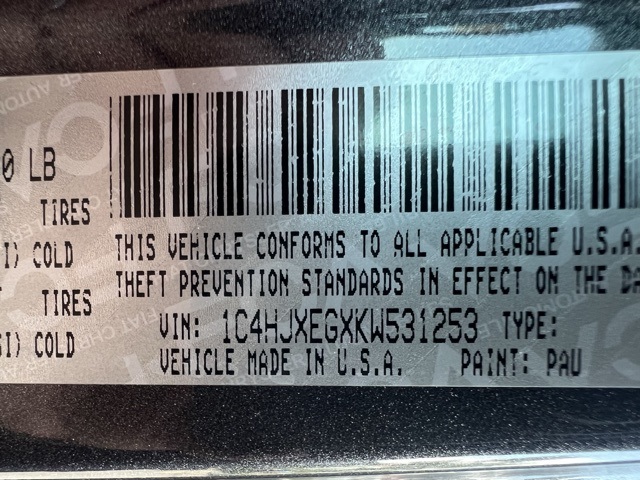 0 LB
TIRES
I) COLD
TIRES
SI) COLD
THIS VEHICLE CONFORMS TO ALL APPLICABLE U.S.A.
THEFT PREVENTION STANDARDS IN EFFECT ON THE DA
VIN: 1C4HJXEGXKW531253 TYPE:
VEHICLE MADE IN U.S.A. PAINT: PAU